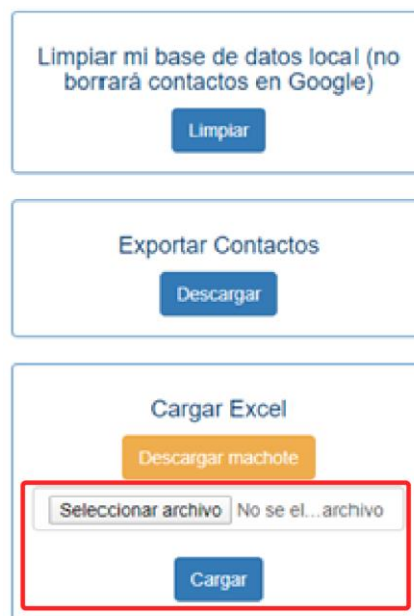 Limpiar mi base de datos local (no
borrará contactos en Google)
Limpiar
Exportar Contactos
Descargar
Cargar Excel
Descargar machote
Seleccionar archivo No se el...archivo
Cargar